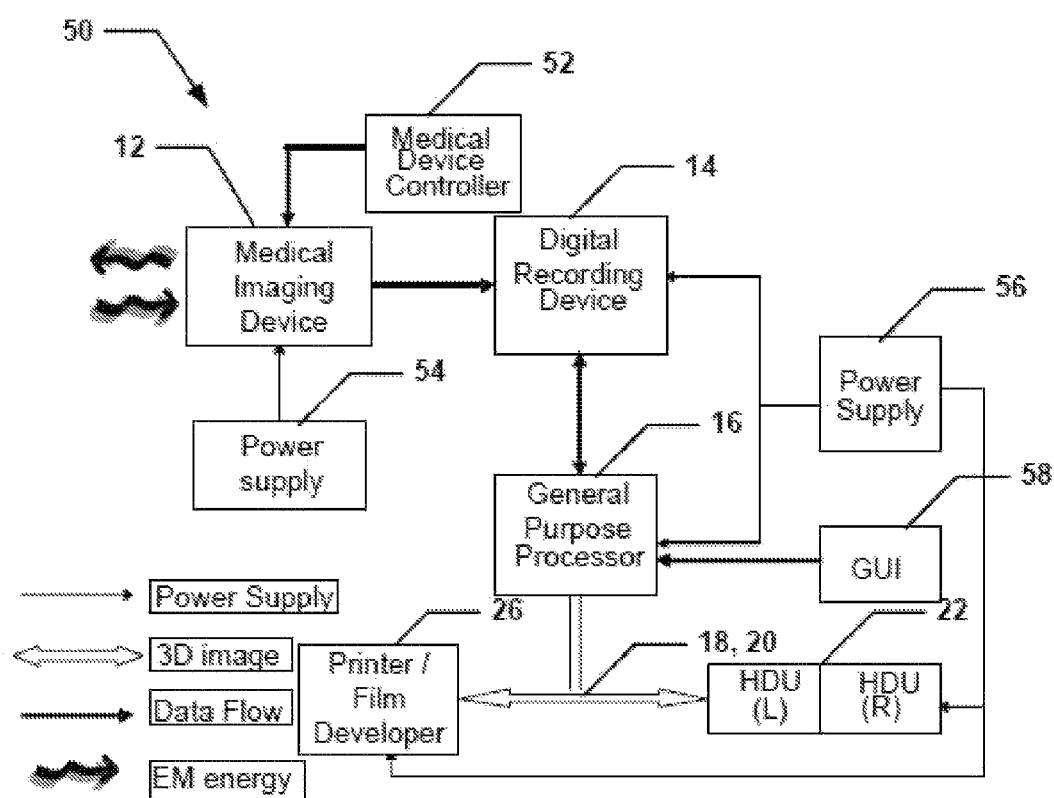 50
52
Medical
Device
Controller
12
14
Medical
Imaging
Device
Digital
Recording
Device
56
Power
Supply
54
Power
supply
16
General
Purpose
Processor
58
GUI
Power Supply
26
22
3D image
Printer /
Film
Developer
18, 20
HDU
(L)
HDU
(R)
Data Flow
EM energy